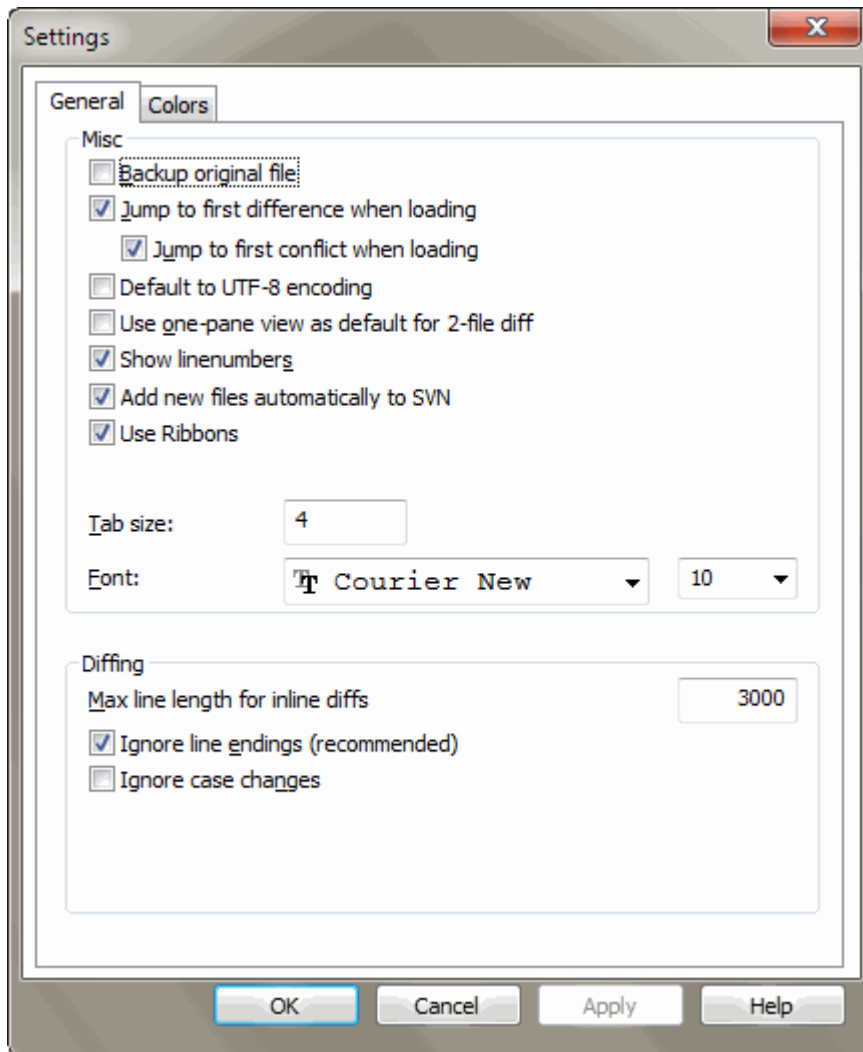 Settings
General Colors
Misc
Backup original file
Jump to first difference when loading
Jump to first conflict when loading
Default to UTF-8 encoding
Use one-pane view as default for 2-file diff
Show linenumbers
Add new files automatically to SVN
Use Ribbons
Tab size: 4
Font: Courier New 10
Diffing
Max line length for inline diffs 3000
Ignore line endings (recommended)
Ignore case changes
OK Cancel Apply Help